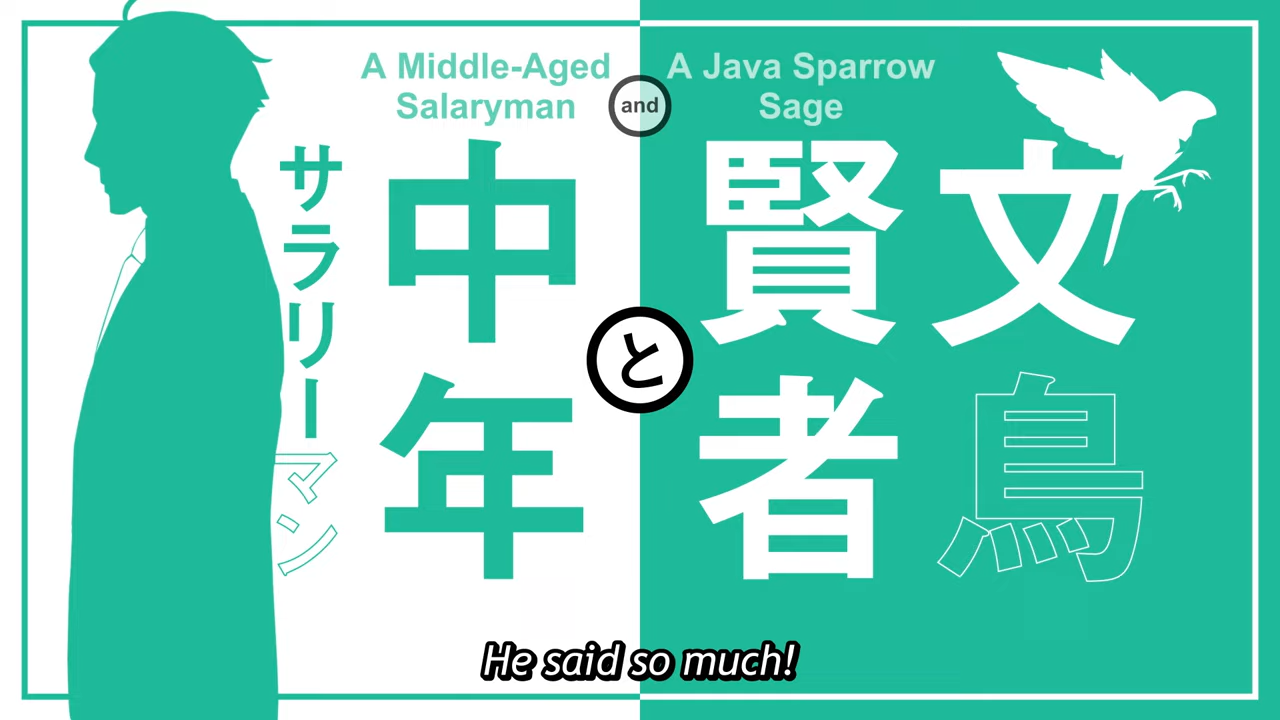 A Middle-Aged
Salaryman
and
A Java Sparrow
Sage
文鳥
賢者
と
中年
サラリーマン
He said so much!